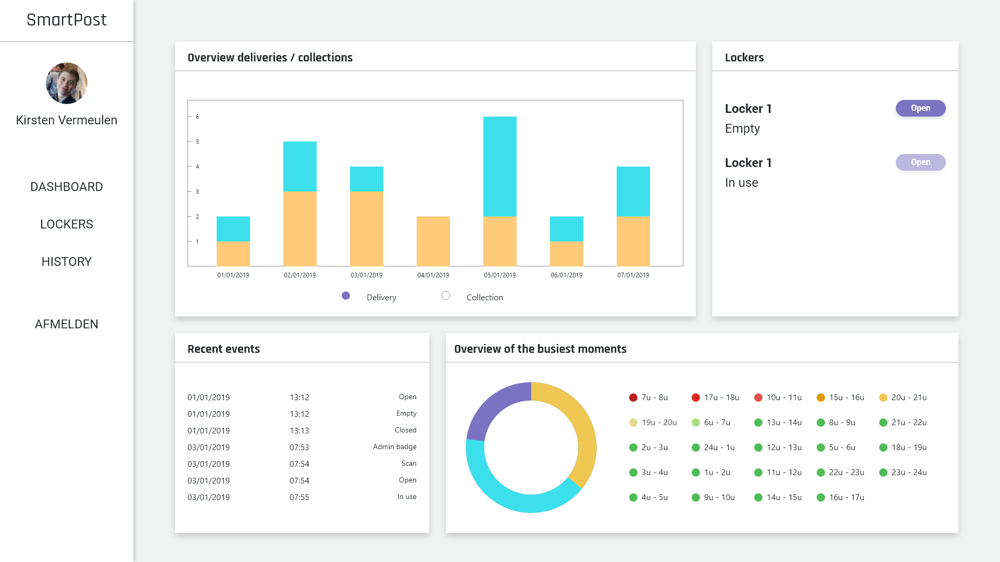 SmartPost
Kirsten Vermeulen
DASHBOARD
LOCKERS
HISTORY
AFMELDEN
Overview deliveries / collections
6
5
4
3
2
1
01/01/2019 02/01/2019 03/01/2019 04/01/2019 05/01/2019 06/01/2019 07/01/2019
Delivery Collection
Lockers
Locker 1 Open
Empty
Locker 1 Open
In use
Recent events
01/01/2019 13:12 Open
01/01/2019 13:12 Empty
01/01/2019 13:13 Closed
03/01/2019 07:53 Admin badge
03/01/2019 07:54 Scan
03/01/2019 07:54 Open
03/01/2019 07:55 In use
Overview of the busiest moments
7u - 8u 17u - 18u 10u - 11u 15u - 16u 20u - 21u
19u - 20u 6u - 7u 13u - 14u 8u - 9u 21u - 22u
2u - 3u 24u - 1u 12u - 13u 5u - 6u 18u - 19u
3u - 4u 1u - 2u 11u - 12u 22u - 23u 23u - 24u
4u - 5u 9u - 10u 14u - 15u 16u - 17u